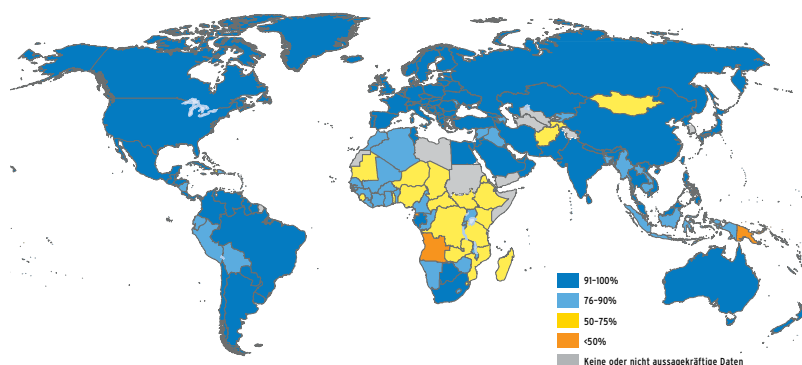 91–100%
76–90%
50–75%
<50%
Keine oder nicht aussagekräftige Daten